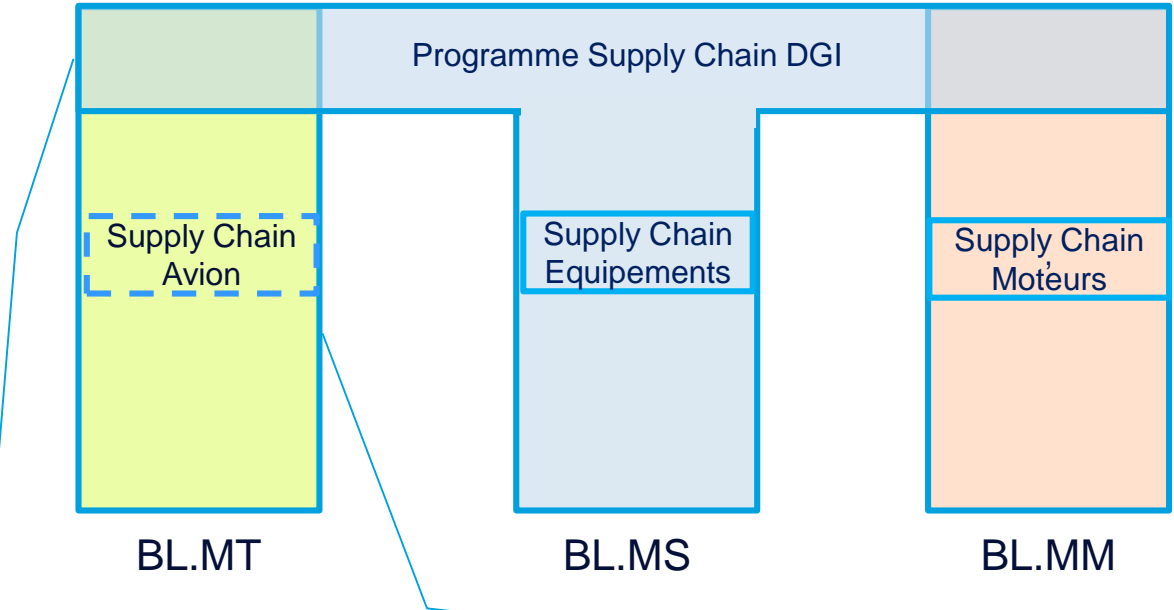 Programme Supply Chain DGI
Supply Chain
Avion
Supply Chain
Equipements
Supply Chain
,
Moteurs
BL.MT
BL.MS
BL.MM